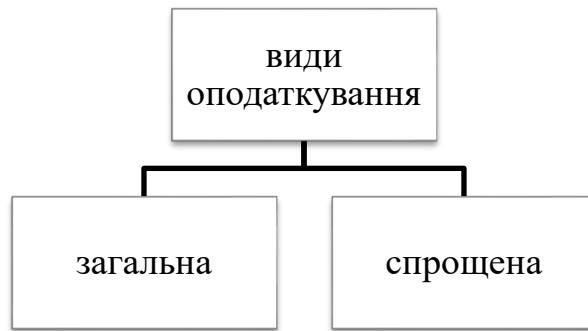 види
оподаткування
загальна
спрощена